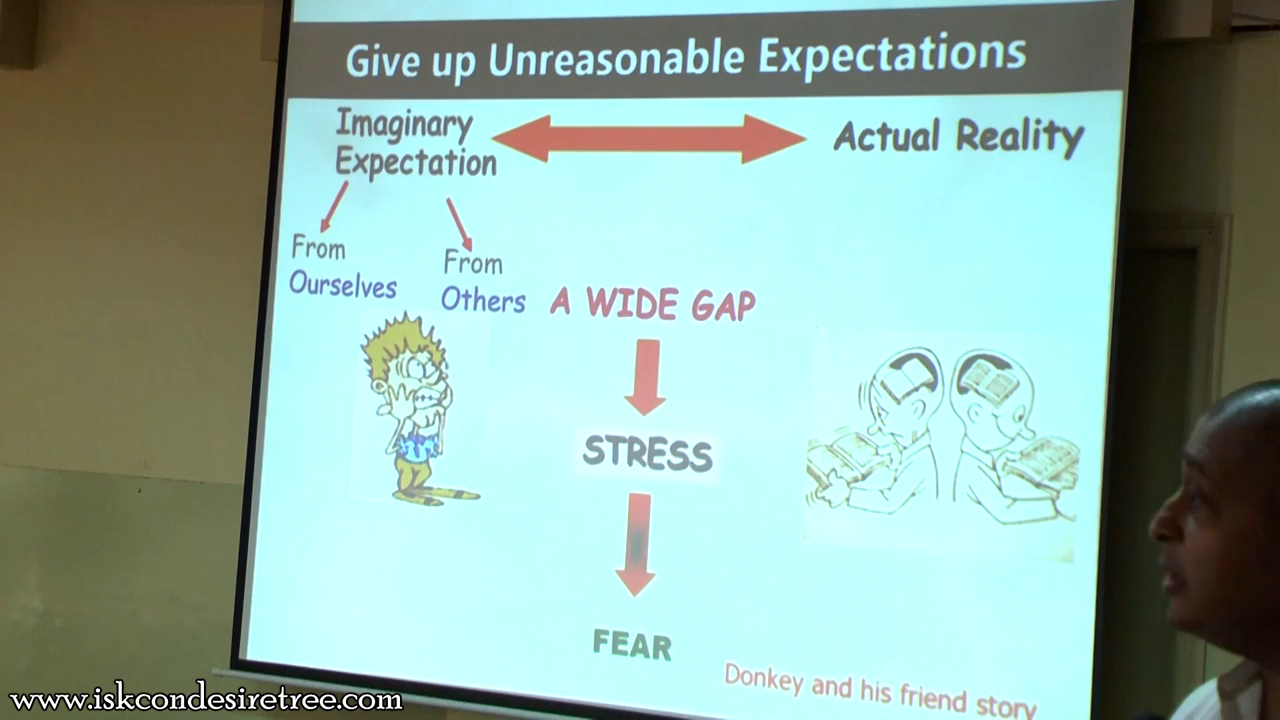 Give up Unreasonable Expectations
Imaginary
Expectation
Actual Reality
From
Ourselves
From
Others
A WIDE GAP
STRESS
FEAR
Donkey and his friend story
www.iskcondesiretree.com